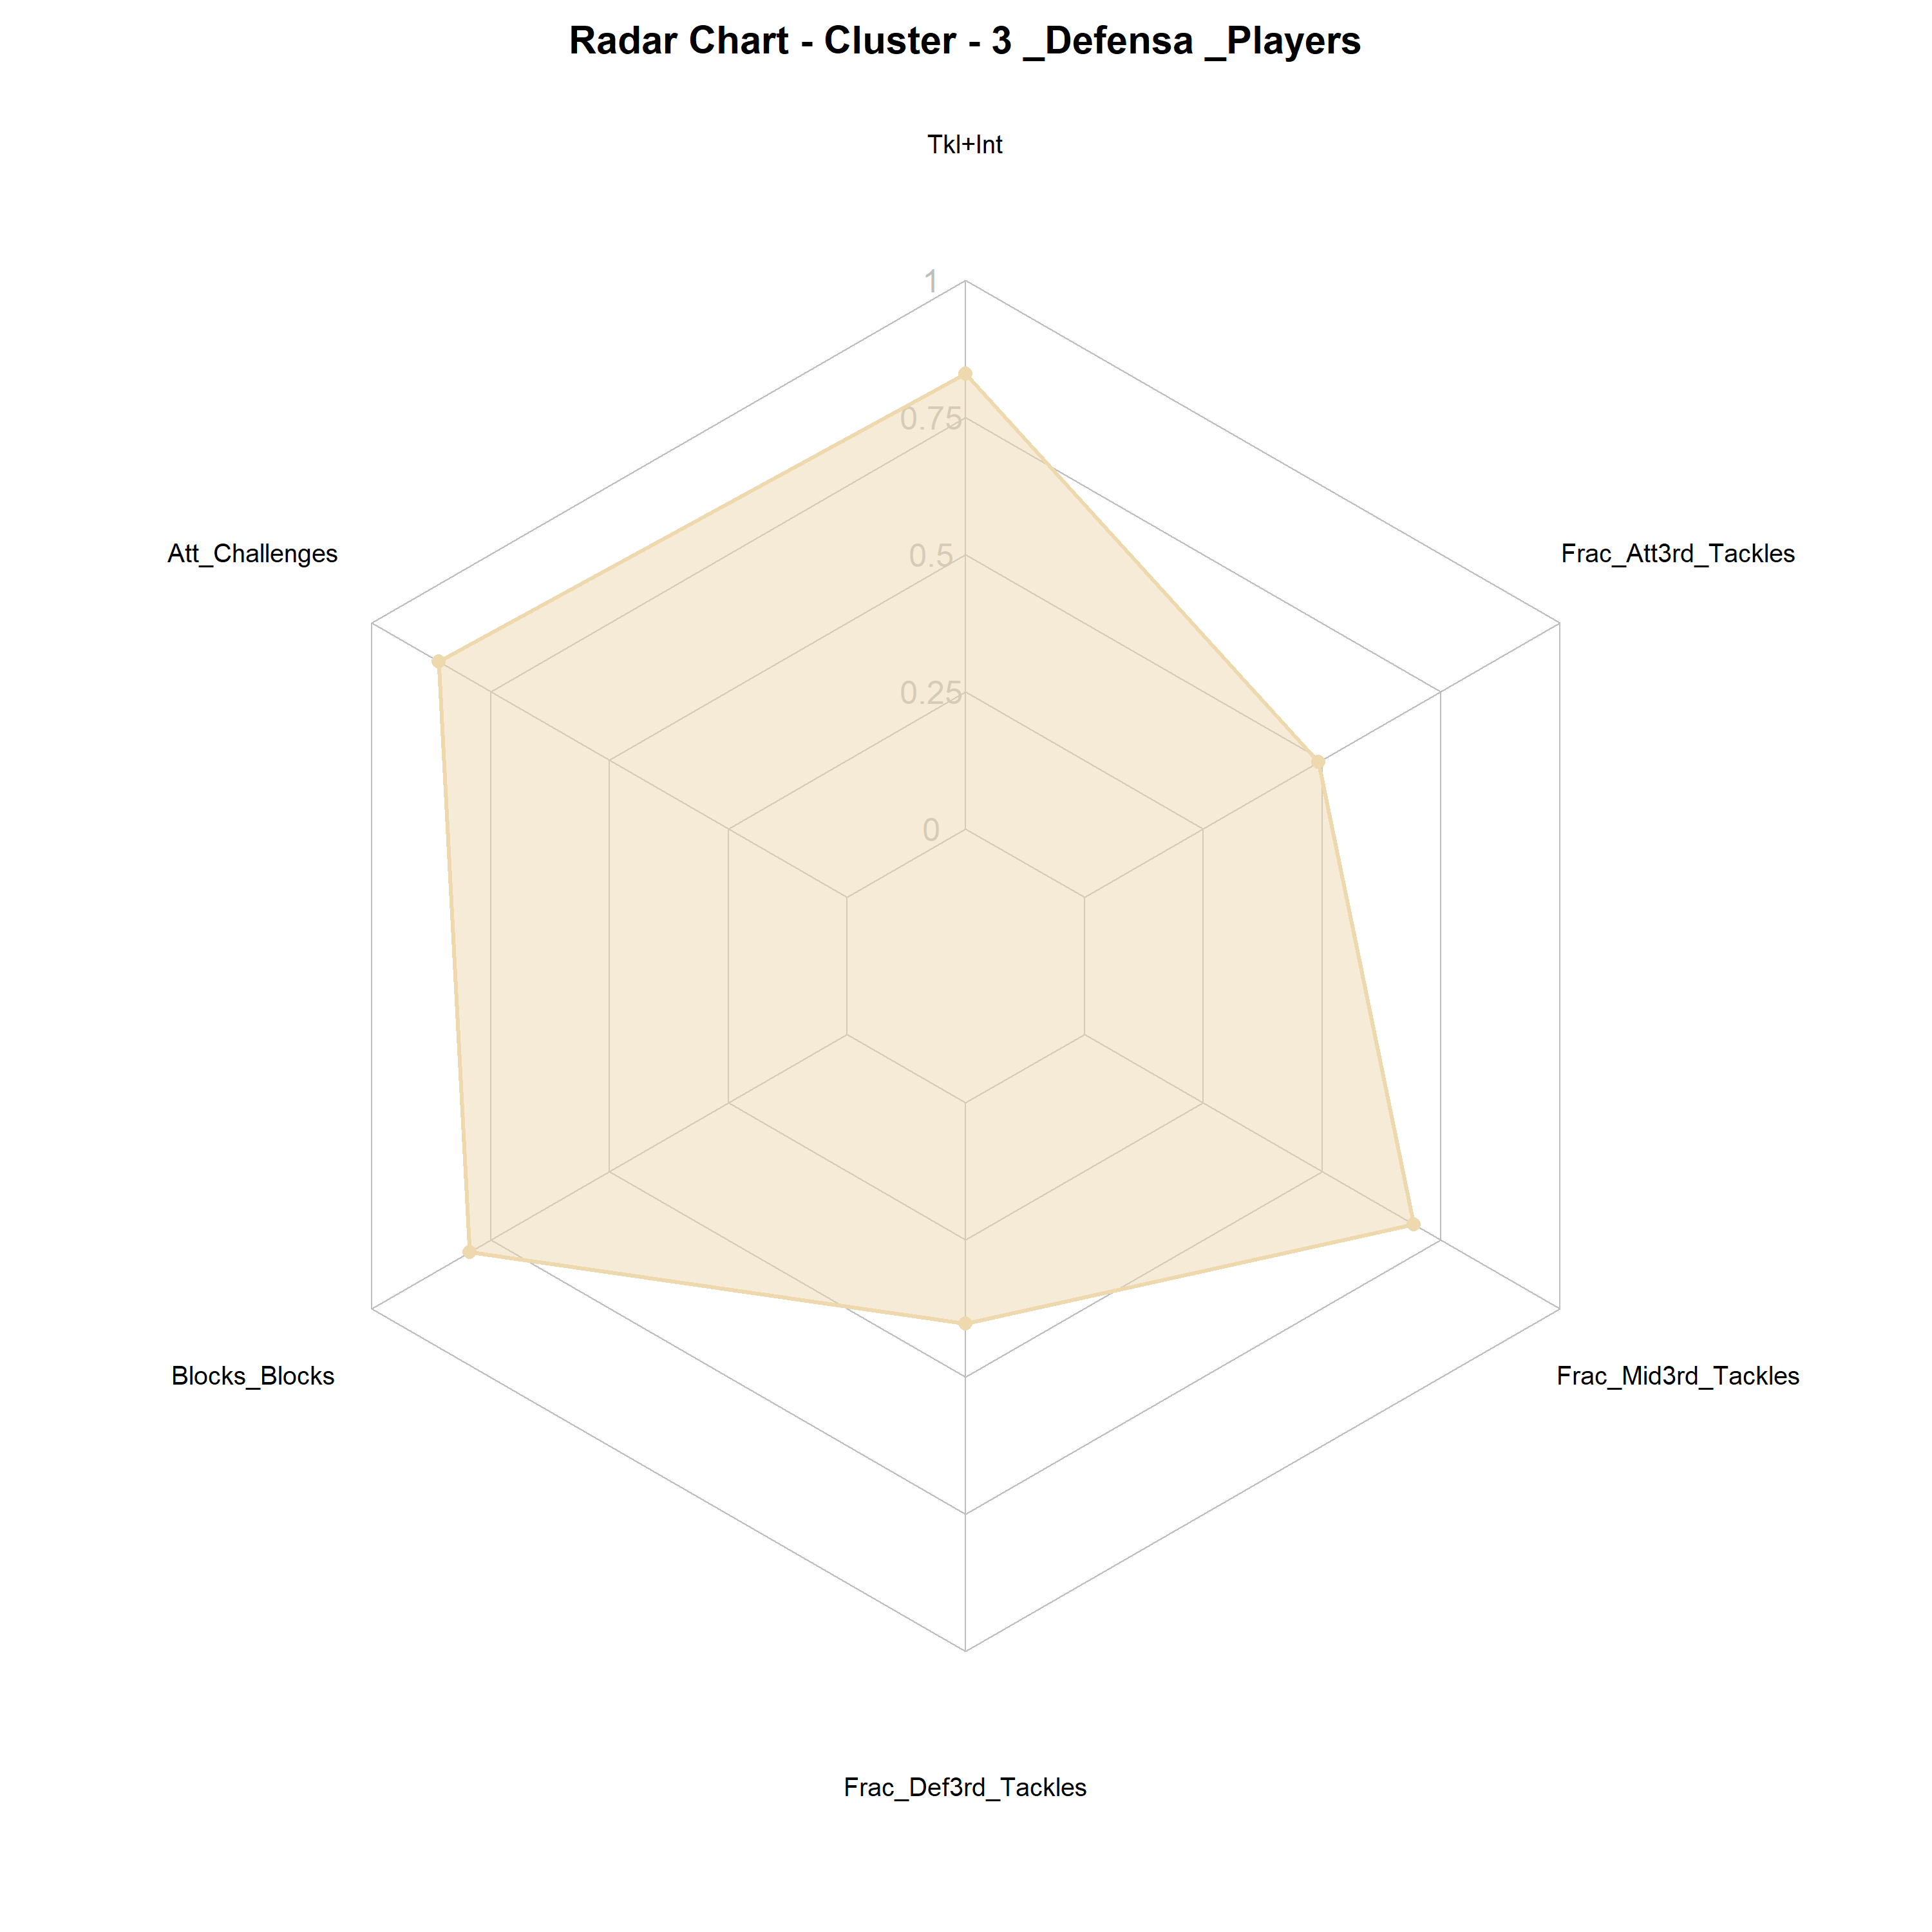 Radar Chart - Cluster - 3 _Defensa _Players
Tkl+Int
1
0.75
Att_Challenges
Frac_Att3rd_Tackles
0.5
0.25
0
Blocks_Blocks
Frac_Mid3rd_Tackles
Frac_Def3rd_Tackles